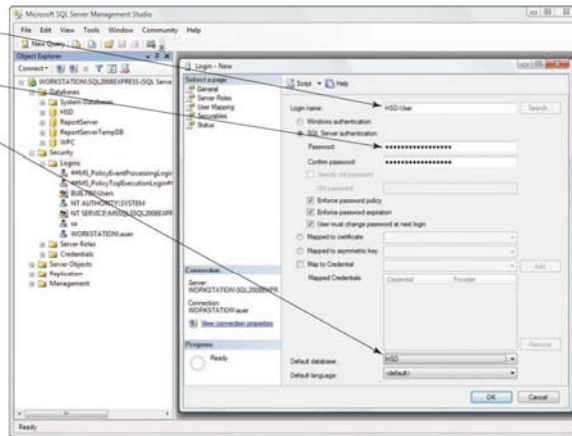 Microsoft SQL Server Management Studio
File Edit View Tools Window Community Help
New Query
Object Explorer
Connect
WORKSTATION\SQL2008EXPRESS (SQL Serve
Databases
System Databases
HSD
ReportServer
ReportServerTempDB
WPC
Security
Logins
##MS_PolicyEventProcessingLogin
##MS_PolicyTsqlExecutionLogin##
BUILTIN\Users
NT AUTHORITY\SYSTEM
NT SERVICE\MSSQL$SQL2008EXPR
sa
WORKSTATION\auer
Server Roles
Credentials
Server Objects
Replication
Management
Ready
Login - New
Select a page
General
Server Roles
User Mapping
Securables
Status
Connection
Server:
WORKSTATION\SQL2008EXPR
Connection:
WORKSTATION\auer
View connection properties
Progress
Ready
Script Help
Login name: HSD-User Search...
Windows authentication
SQL Server authentication
Password:
Confirm password:
Specify old password
Old password:
Enforce password policy
Enforce password expiration
User must change password at next login
Mapped to certificate
Mapped to asymmetric key
Map to Credential Add
Mapped Credentials Credential Provider
Remove
Default database: HSD
Default language: <default>
OK Cancel